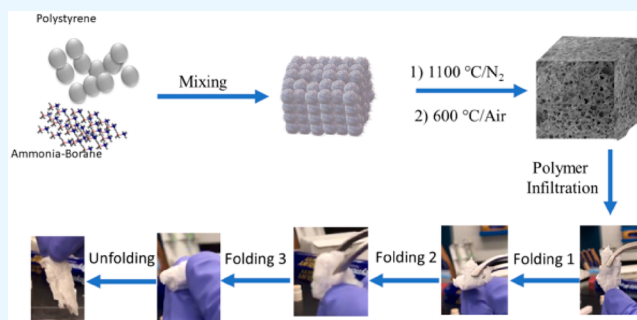 Polystyrene
Mixing
Ammonia-Borane
1) 1100 °C/N₂
2) 600 °C/Air
Polymer
Infiltration
Unfolding
Folding 3
Folding 2
Folding 1